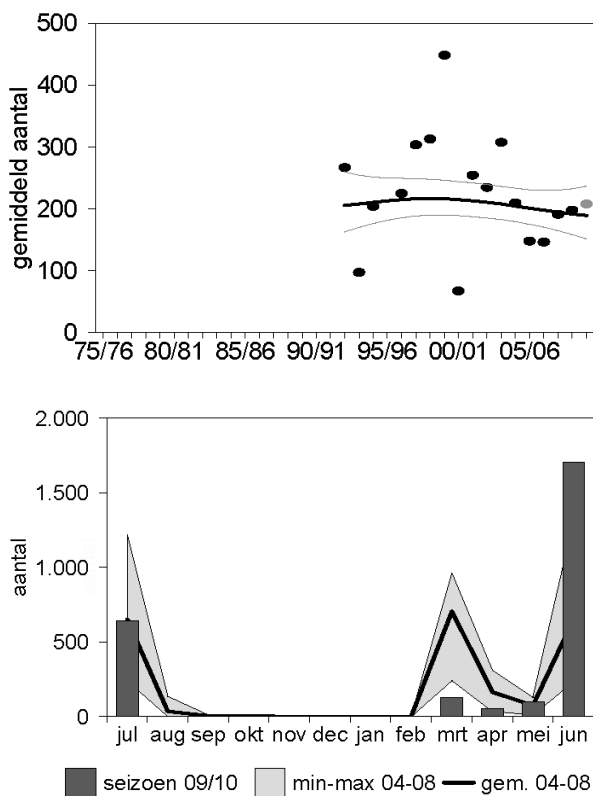 500
400
300
200
100
0
gemiddeld aantal
75/76 80/81 85/86 90/91 95/96 00/01 05/06
2.000
1.500
1.000
500
0
aantal
jul aug sep okt nov dec jan feb mrt apr mei jun
seizoen 09/10 min-max 04-08 gem. 04-08